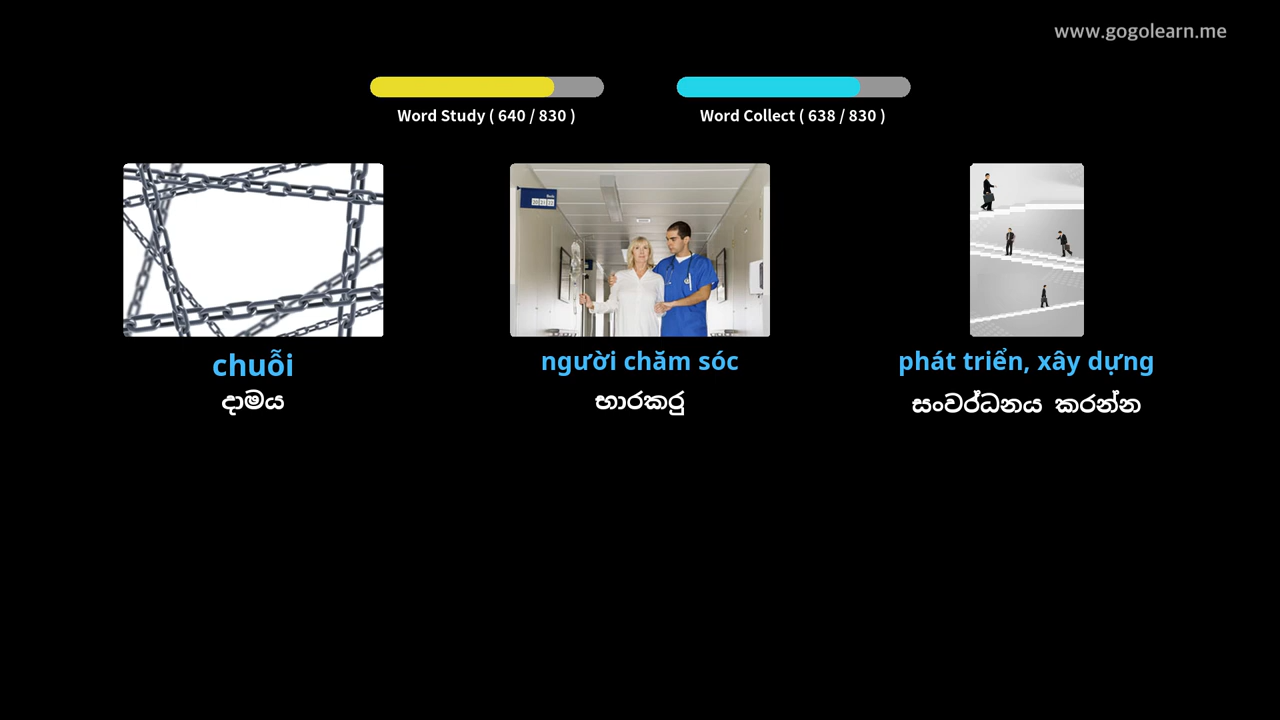 www.gogolearn.me
Word Study ( 640 / 830 )
Word Collect ( 638 / 830 )
chuỗi
දාමය
người chăm sóc
භාරකරු
phát triển, xây dựng
සංවර්ධනය කරන්න